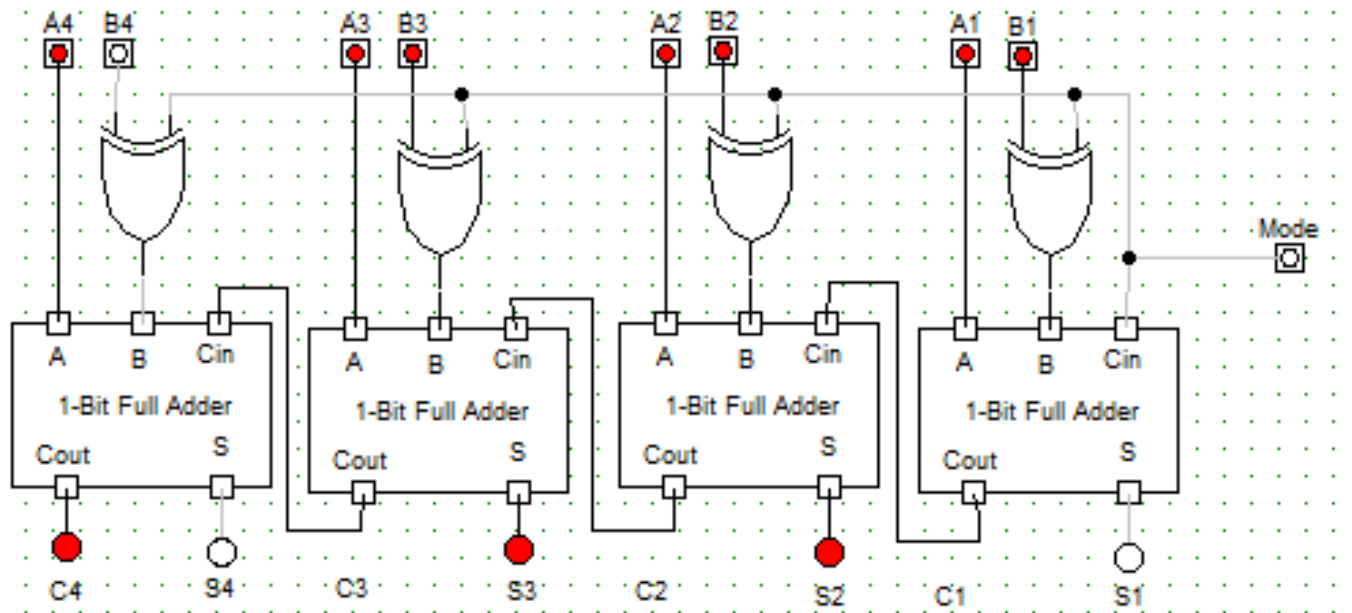 A4 B4 A3 B3 A2 B2 A1 B1
Mode
A B Cin A B Cin A B Cin A B Cin
1-Bit Full Adder 1-Bit Full Adder 1-Bit Full Adder 1-Bit Full Adder
Cout S Cout S Cout S Cout S
C4 S4 C3 S3 C2 S2 C1 S1